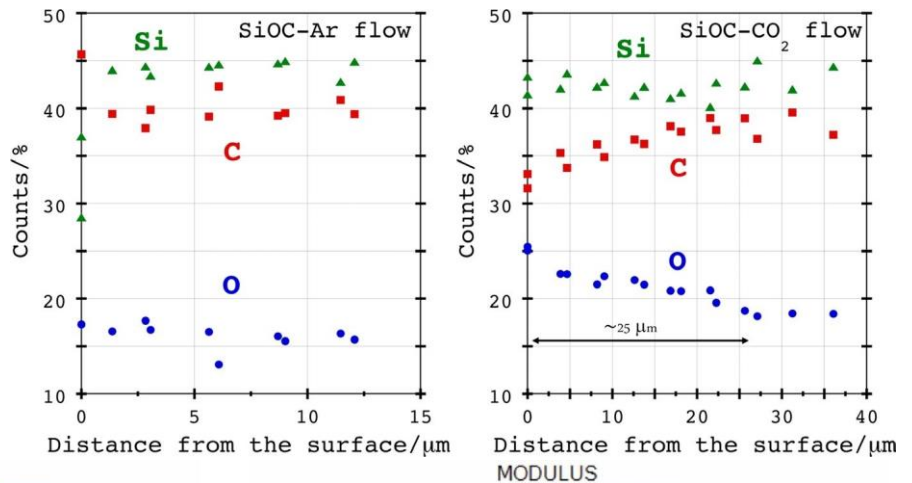 50
SiOC-Ar flow
Si
40
C
30
O
20
10
0
5
10
15
Counts/%
Distance from the surface/μm
50
SiOC-CO2 flow
Si
40
C
30
O
20
~25 μm
10
0
10
20
30
40
Counts/%
Distance from the surface/μm
MODULUS